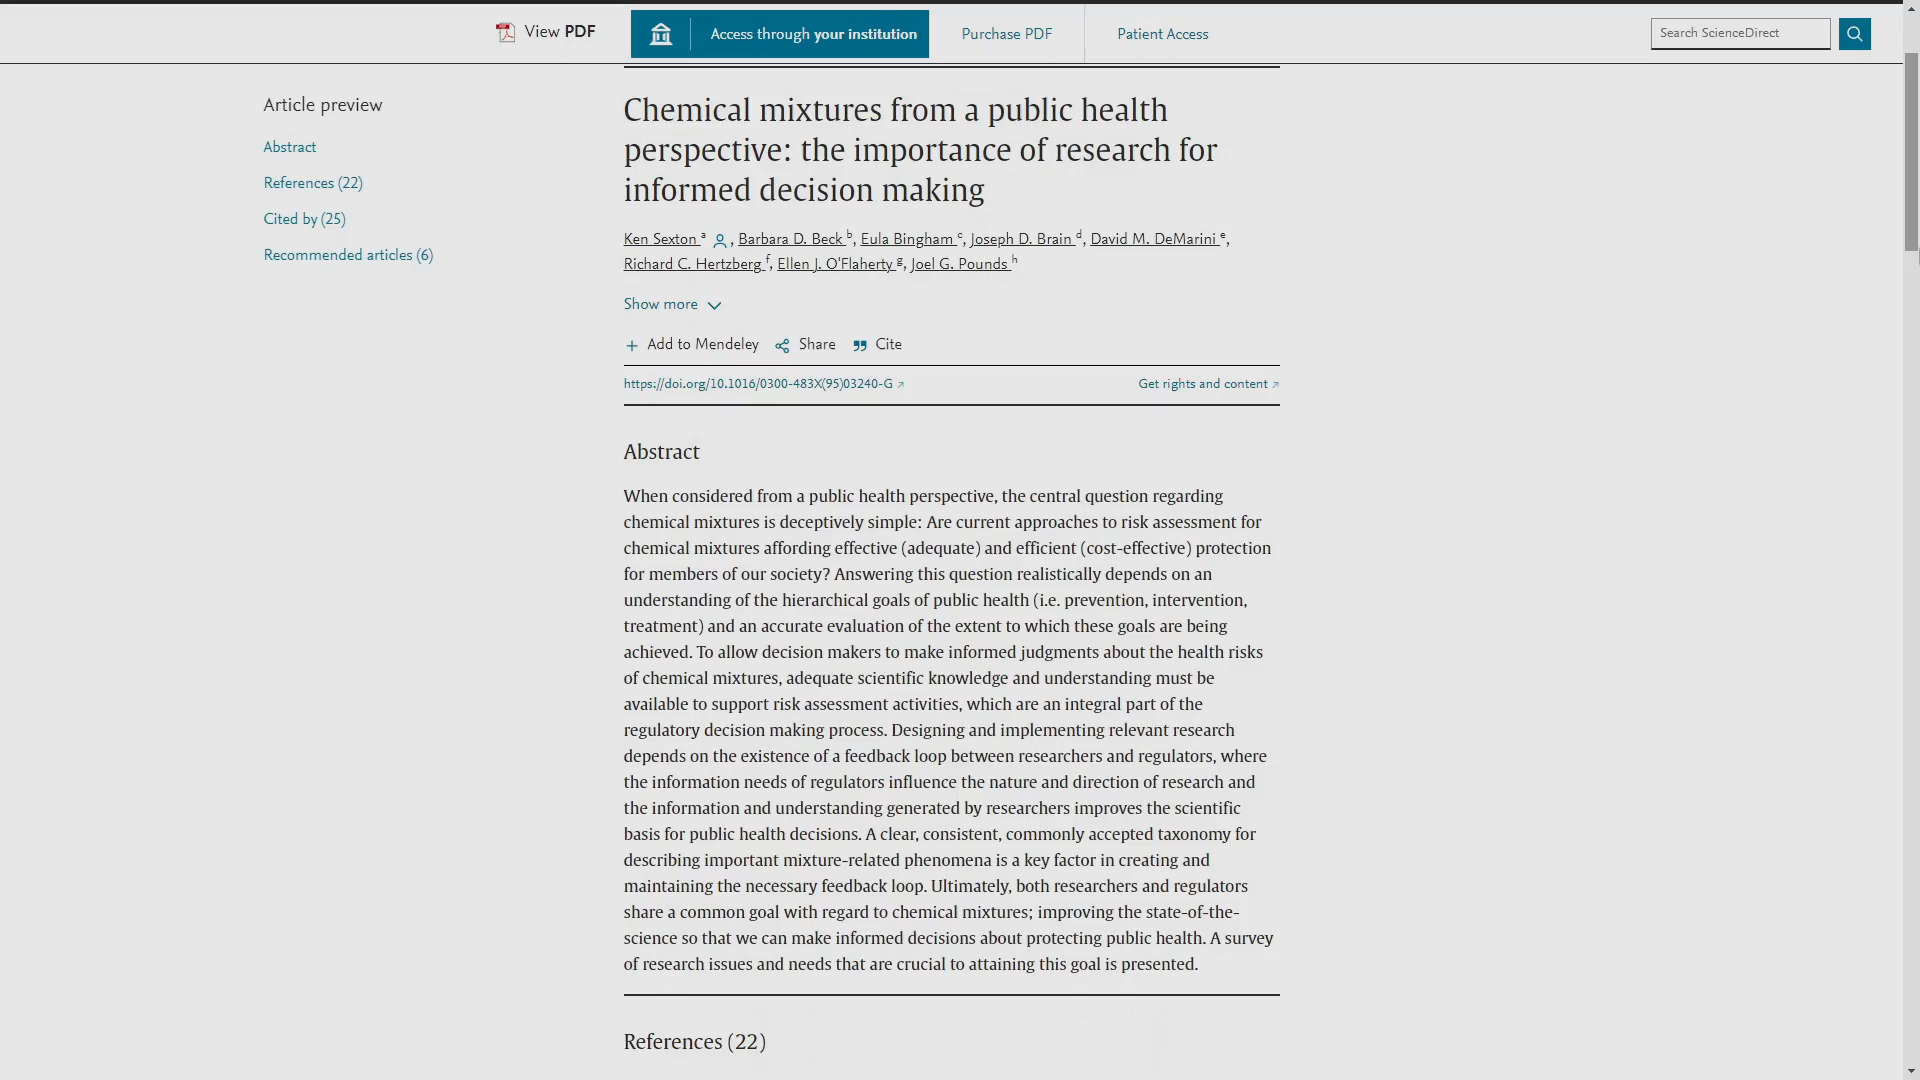 View PDF
Access through your institution
Purchase PDF
Patient Access
Search ScienceDirect
Article preview
Abstract
References (22)
Cited by (25)
Recommended articles (6)
Chemical mixtures from a public health
perspective: the importance of research for
informed decision making
Ken Sexton a, Barbara D. Beck b, Eula Bingham c, Joseph D. Brain d, David M. DeMarini e,
Richard C. Hertzberg f, Ellen J. O'Flaherty g, Joel G. Pounds h
Show more
Add to Mendeley Share Cite
https://doi.org/10.1016/0300-483X(95)03240-G
Get rights and content
Abstract
When considered from a public health perspective, the central question regarding
chemical mixtures is deceptively simple: Are current approaches to risk assessment for
chemical mixtures affording effective (adequate) and efficient (cost-effective) protection
for members of our society? Answering this question realistically depends on an
understanding of the hierarchical goals of public health (i.e. prevention, intervention,
treatment) and an accurate evaluation of the extent to which these goals are being
achieved. To allow decision makers to make informed judgments about the health risks
of chemical mixtures, adequate scientific knowledge and understanding must be
available to support risk assessment activities, which are an integral part of the
regulatory decision making process. Designing and implementing relevant research
depends on the existence of a feedback loop between researchers and regulators, where
the information needs of regulators influence the nature and direction of research and
the information and understanding generated by researchers improves the scientific
basis for public health decisions. A clear, consistent, commonly accepted taxonomy for
describing important mixture-related phenomena is a key factor in creating and
maintaining the necessary feedback loop. Ultimately, both researchers and regulators
share a common goal with regard to chemical mixtures; improving the state-of-the-
science so that we can make informed decisions about protecting public health. A survey
of research issues and needs that are crucial to attaining this goal is presented.
References (22)